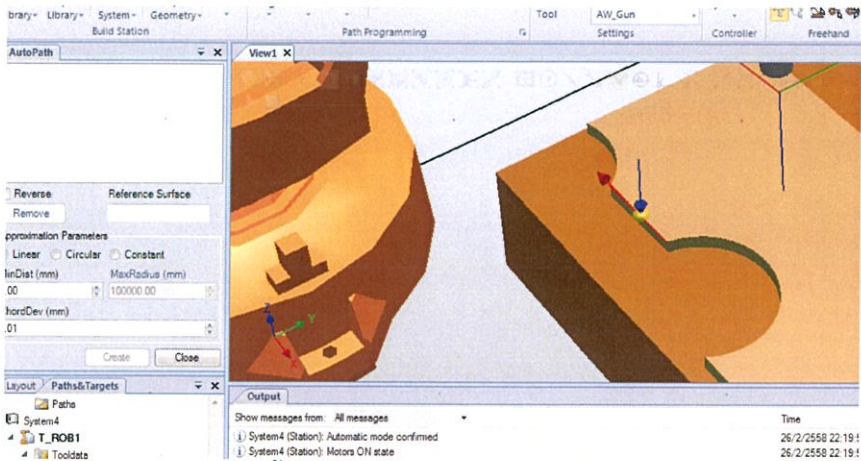 brary▾ Library▾ System▾ Geometry▾
Build Station
Path Programming
Tool AW_Gun
Settings
Controller
Freehand
AutoPath
View1 X
Reverse Reference Surface
Remove
pproximation Parameters
Linear Circular Constant
linDist (mm) MaxRadius (mm)
00 100000.00
hordDev (mm)
.01
Create Close
Layout Paths&Targets
Paths
System4
T_ROB1
Tooldata
Z
Y
X
Output
Show messages from: All messages Time
System4 (Station): Automatic mode confirmed 26/2/2558 22:19:
System4 (Station): Motors ON state 26/2/2558 22:19: